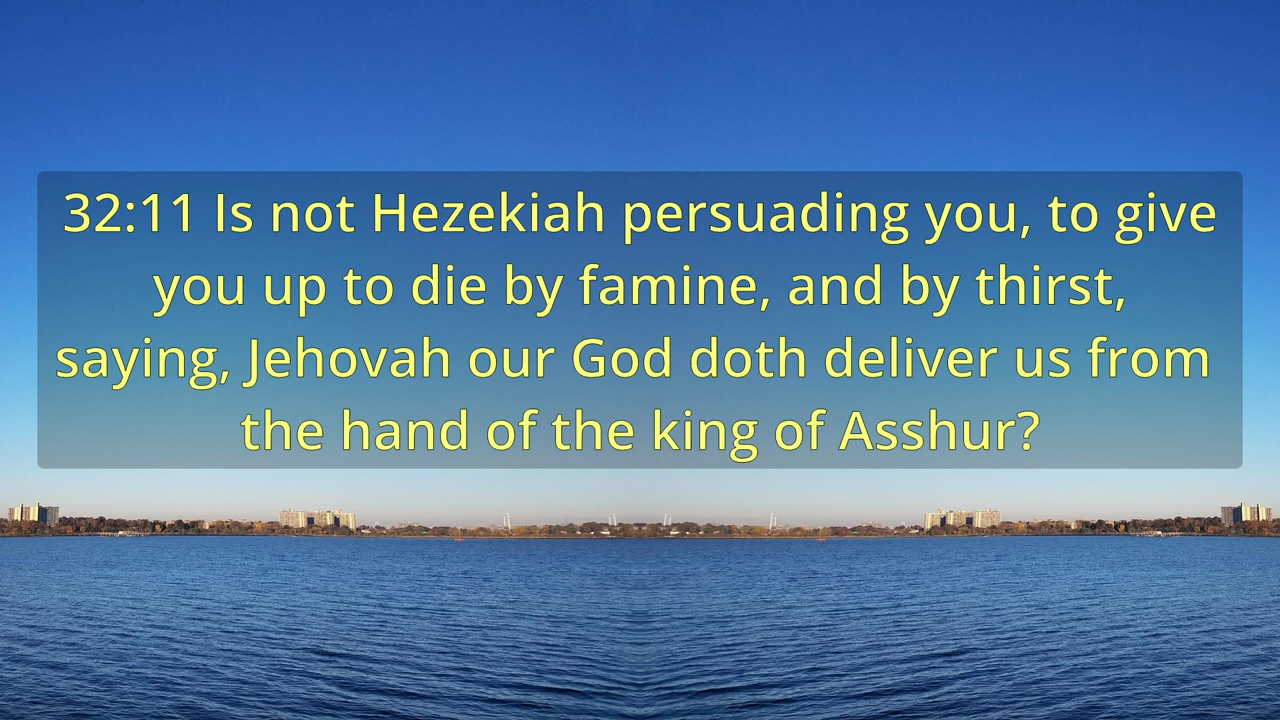 32:11 Is not Hezekiah persuading you, to give
you up to die by famine, and by thirst,
saying, Jehovah our God doth deliver us from
the hand of the king of Asshur?